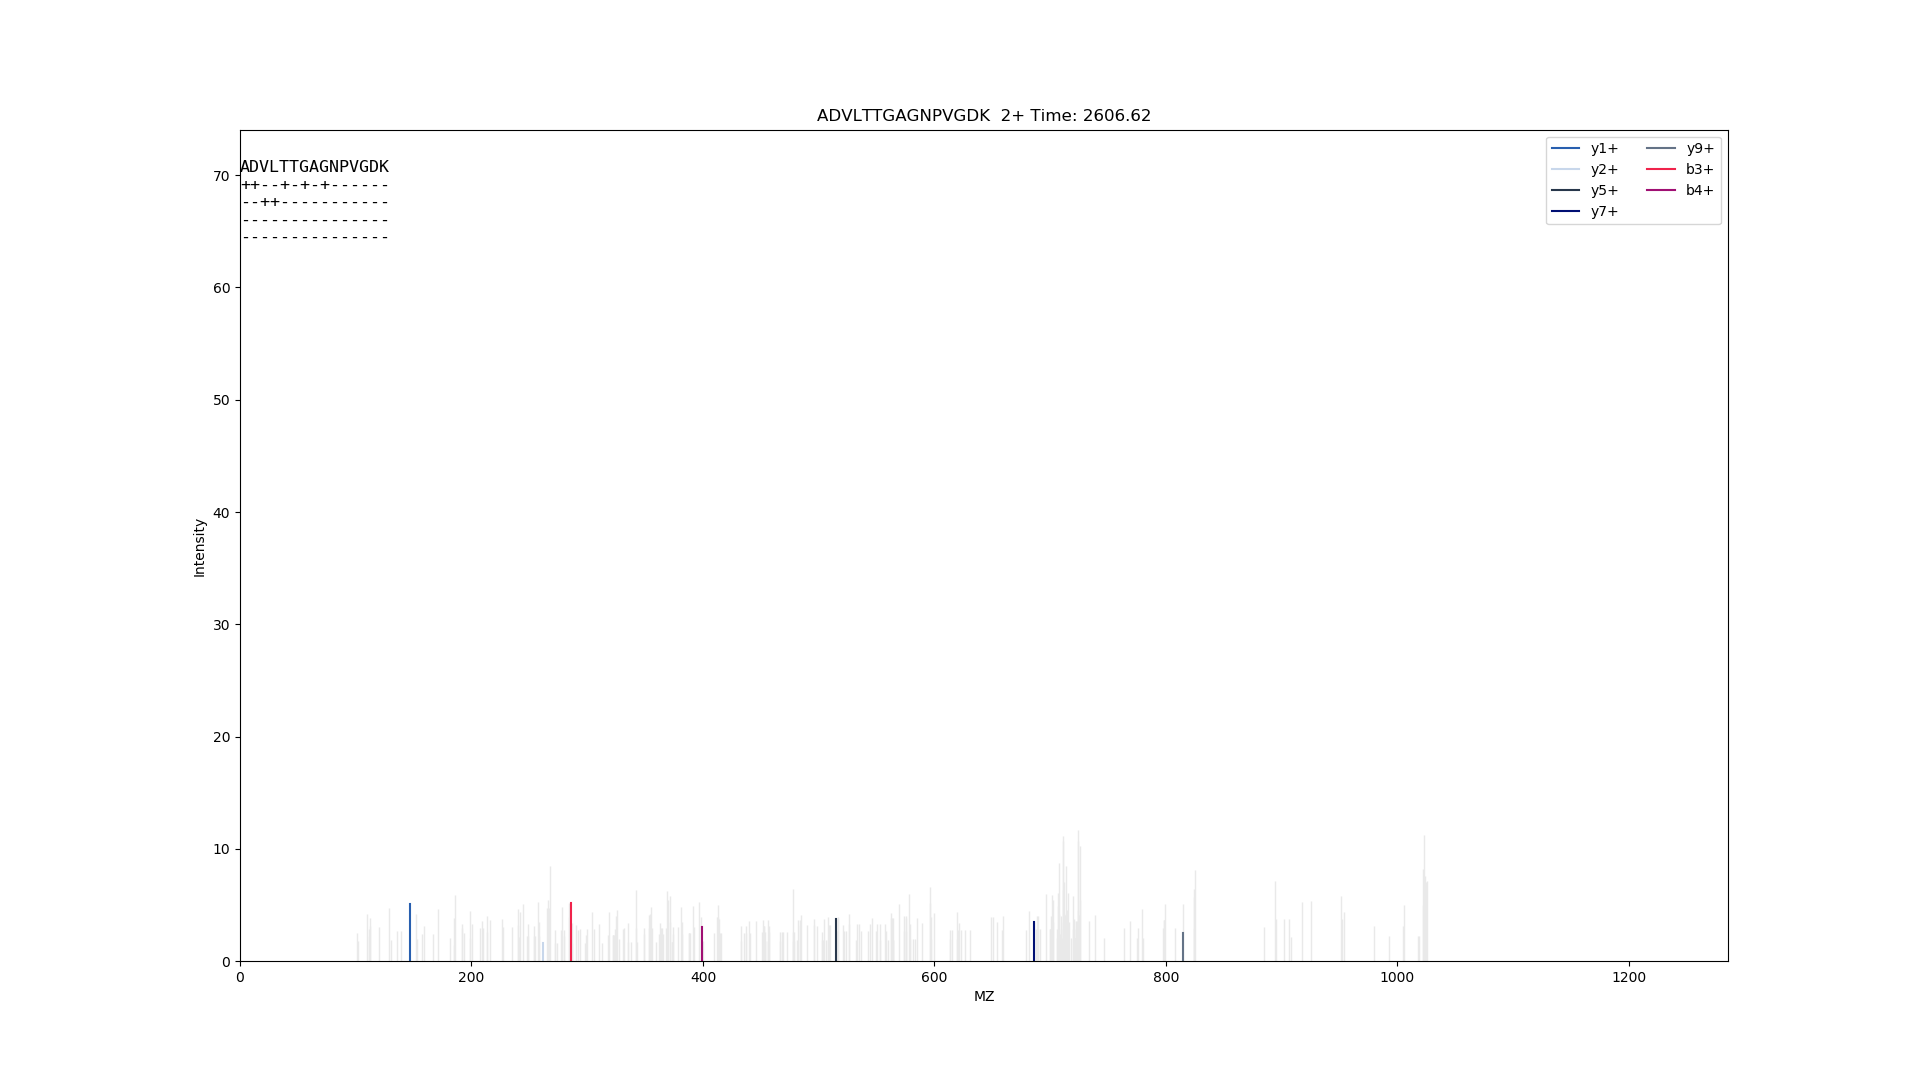 ADVLTTGAGNPVGDK  2+ Time: 2606.62
ADVLTTGAGNPVGDK
++--+-+-+------
--++-----------
---------------
---------------
y1+
y2+
y5+
y7+
y9+
b3+
b4+
70
60
50
40
30
20
10
0
Intensity
0 200 400 600 800 1000 1200
MZ